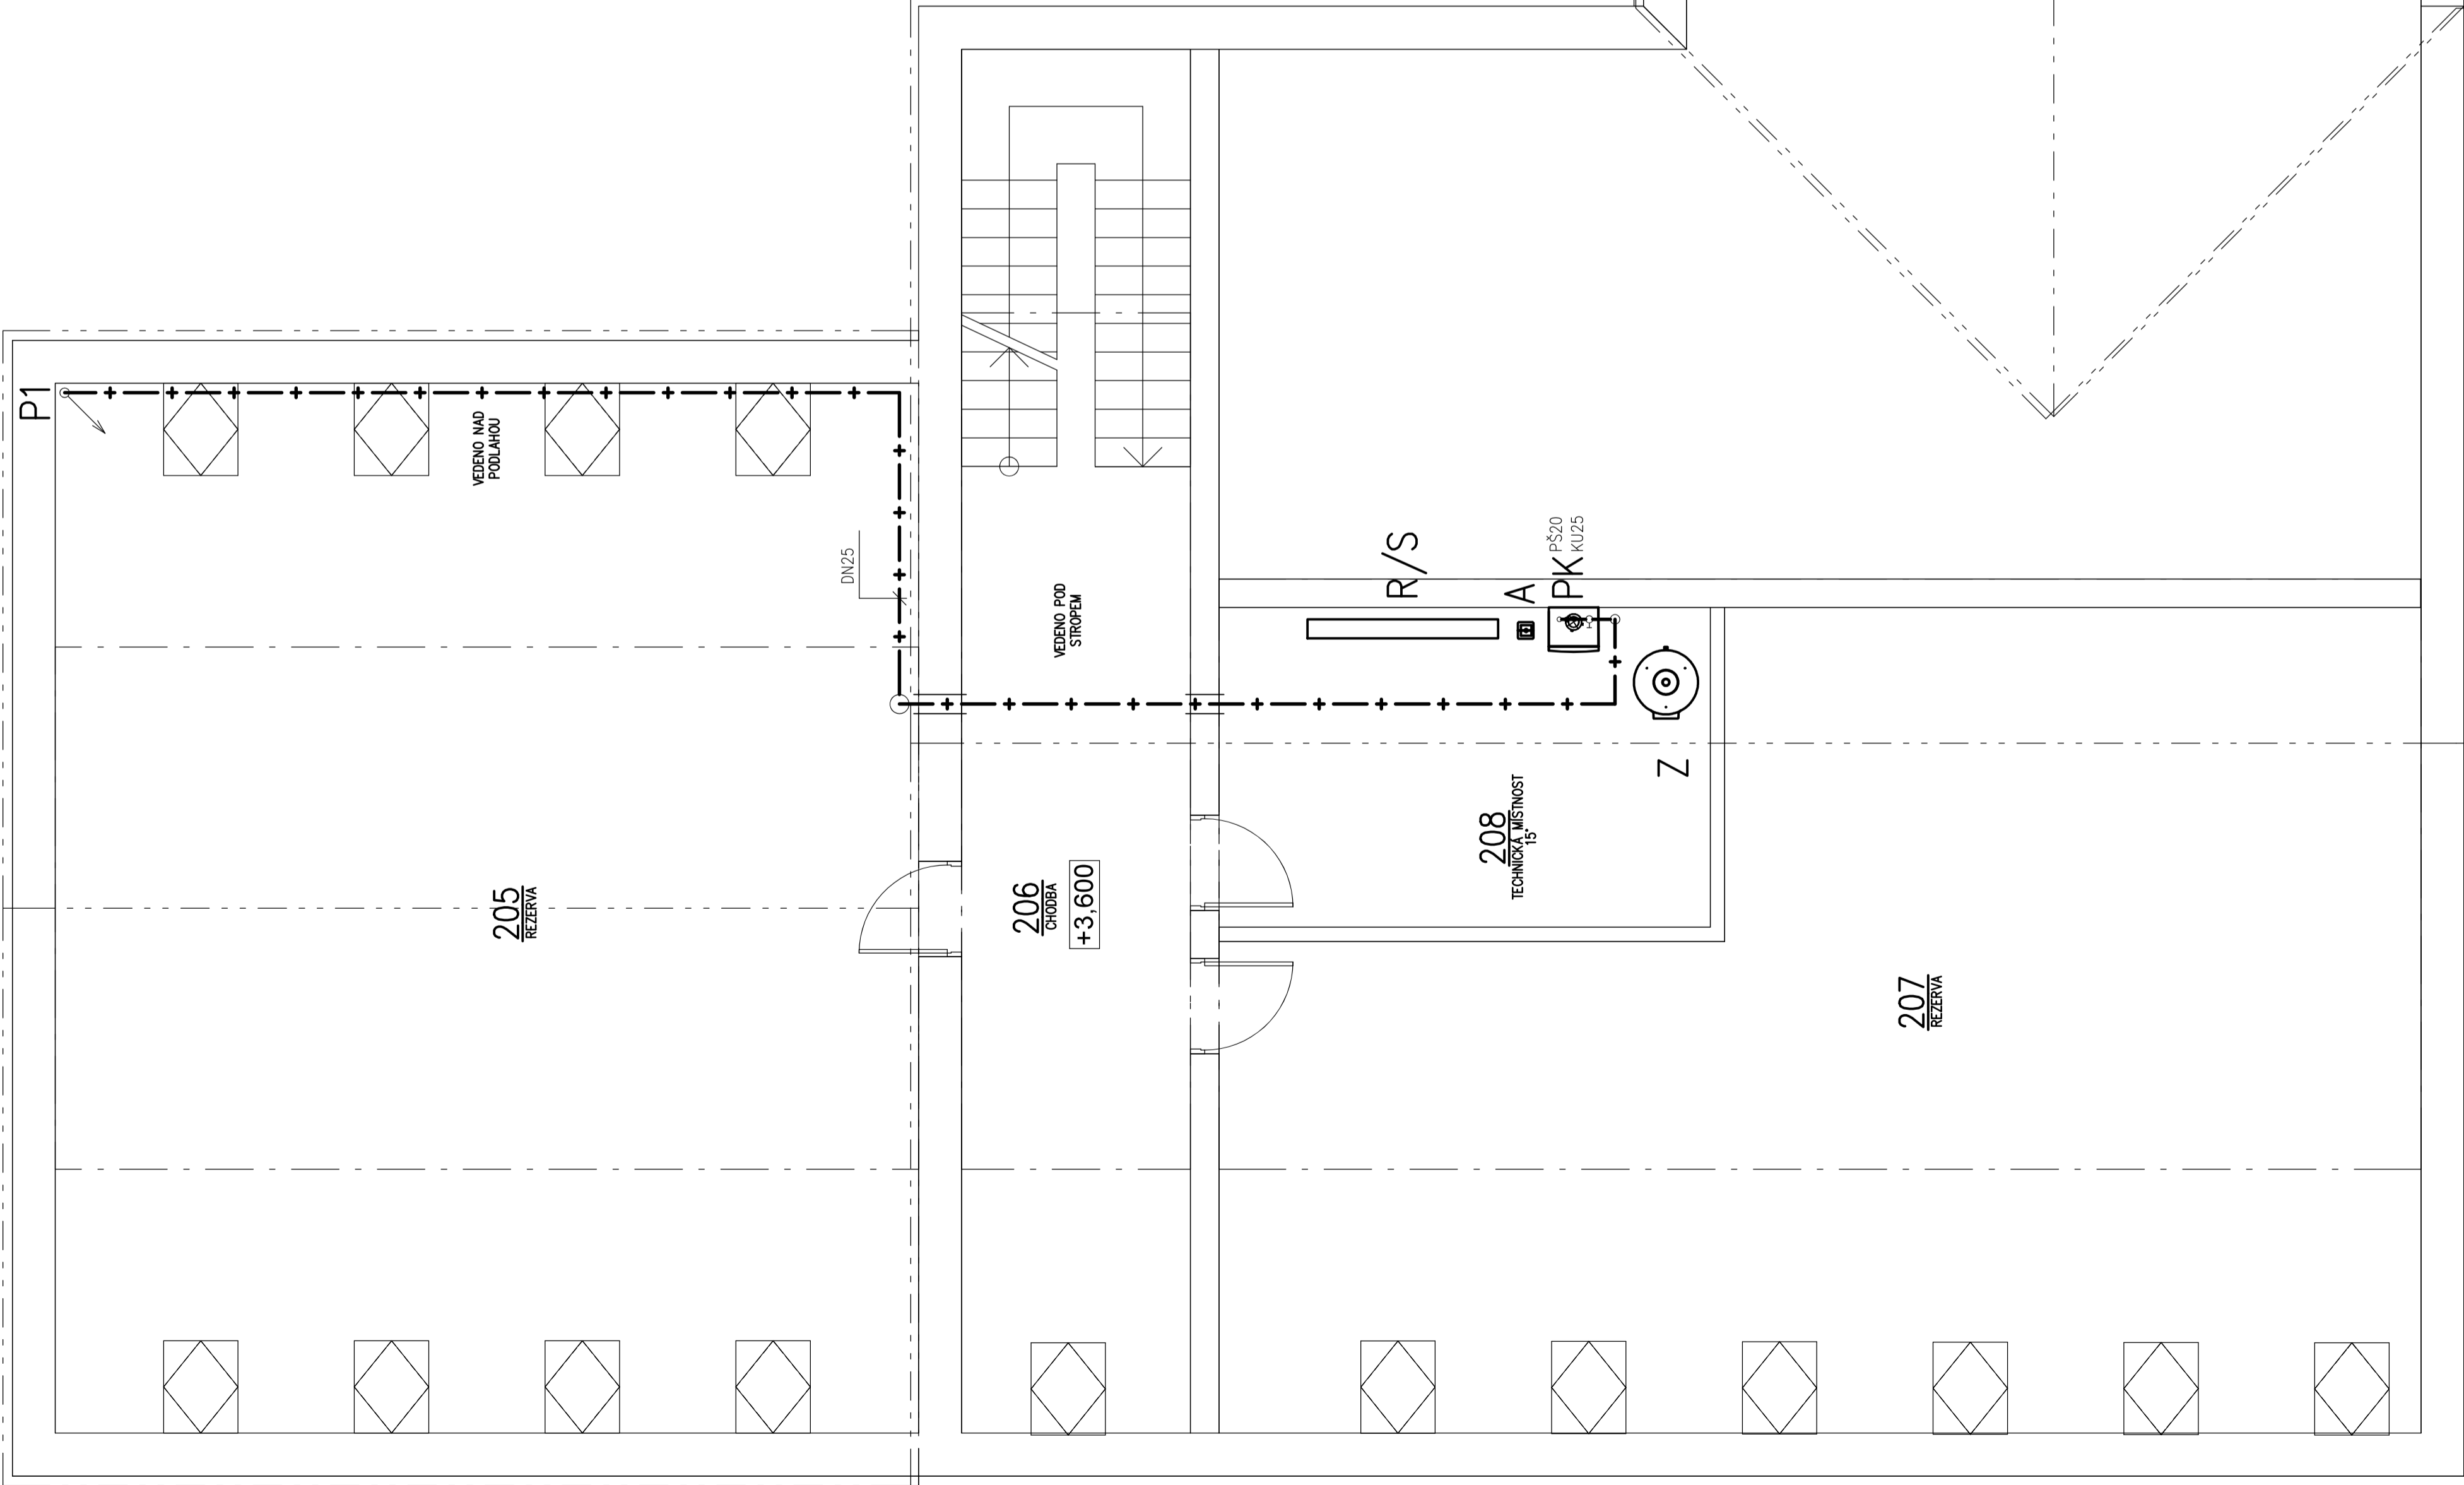 P1
VEDENO NAD
PODLAHOU
DN25
VEDENO POD
STROPEM
R/S
A
PK
PŠ20
KU25
Z
205
REZERVA
206
CHODBA
+3,600
208
TECHNICKÁ MÍSTNOST
15°
207
REZERVA